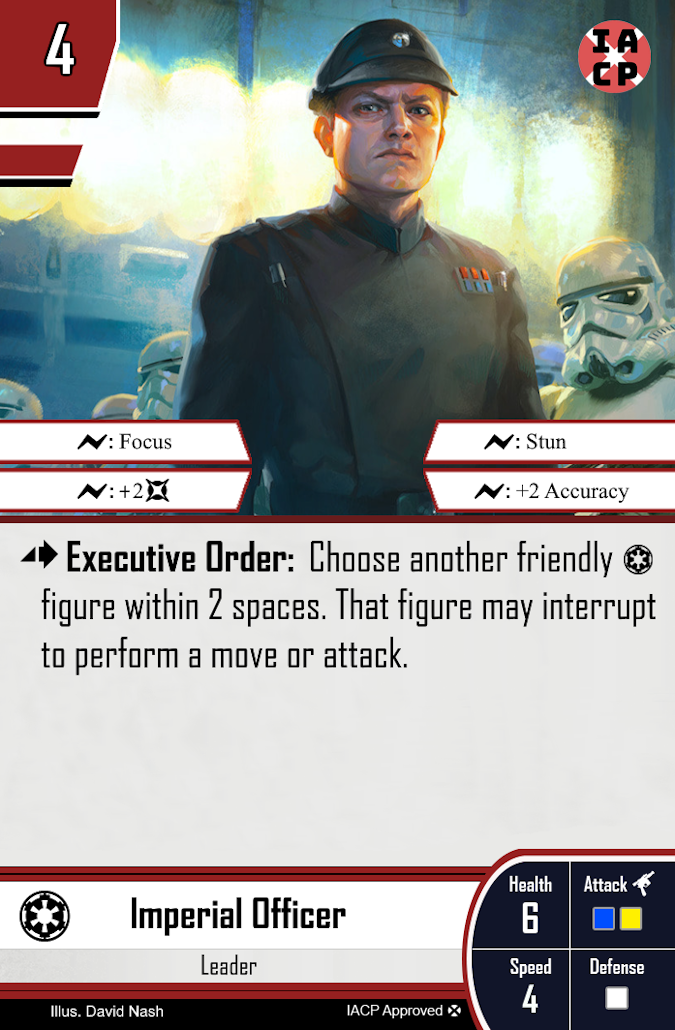 4
IA
CP
: Focus
: Stun
: +2
: +2 Accuracy
Executive Order: Choose another friendly
figure within 2 spaces. That figure may interrupt
to perform a move or attack.
Imperial Officer
Leader
Health
6
Attack
Speed
4
Defense
Illus. David Nash
IACP Approved